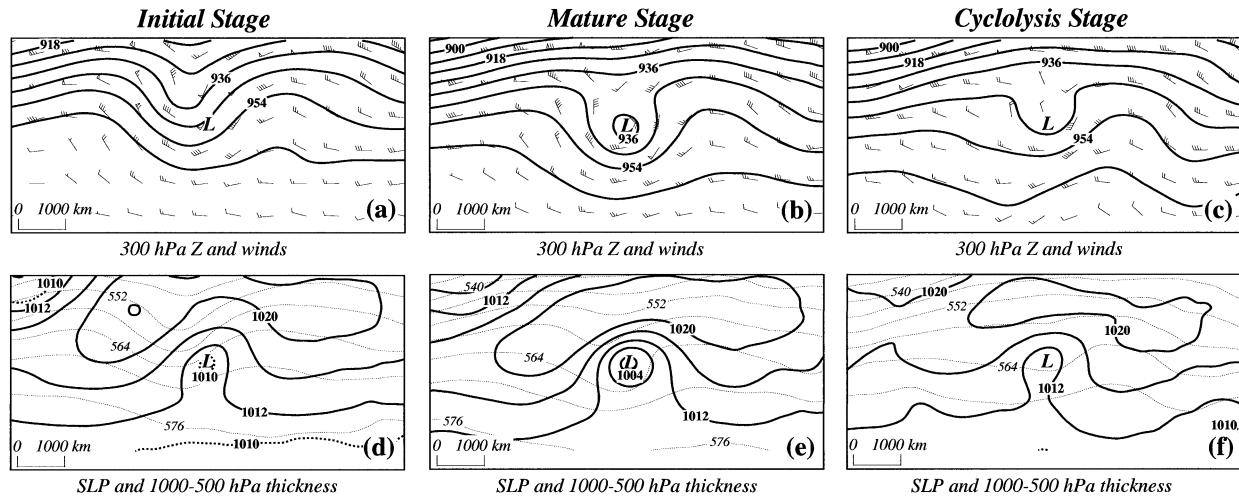 Initial Stage
Mature Stage
Cyclolysis Stage
918
936
954
L
0 1000 km
(a)
300 hPa Z and winds
900
918
936
L
936
954
0 1000 km
(b)
300 hPa Z and winds
900
918
936
L
954
0 1000 km
(c)
300 hPa Z and winds
1010
1012
552
1020
564
L
1010
1012
576
1010
0 1000 km
(d)
SLP and 1000-500 hPa thickness
540
1012
552
1020
564
L
1004
1012
576
576
0 1000 km
(e)
SLP and 1000-500 hPa thickness
540
1020
552
1020
564
L
1012
1010
0 1000 km
(f)
SLP and 1000-500 hPa thickness